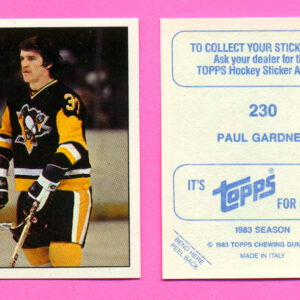 3
TO COLLECT YOUR STICK
Ask your dealer for th
TOPPS Hockey Sticker A
230
PAUL GARDNE
IT'S topps®
FOR
1983 SEASON
BEND HERE
PEEL BACK
© 1983 TOPPS CHEWING GUM
MADE IN ITALY